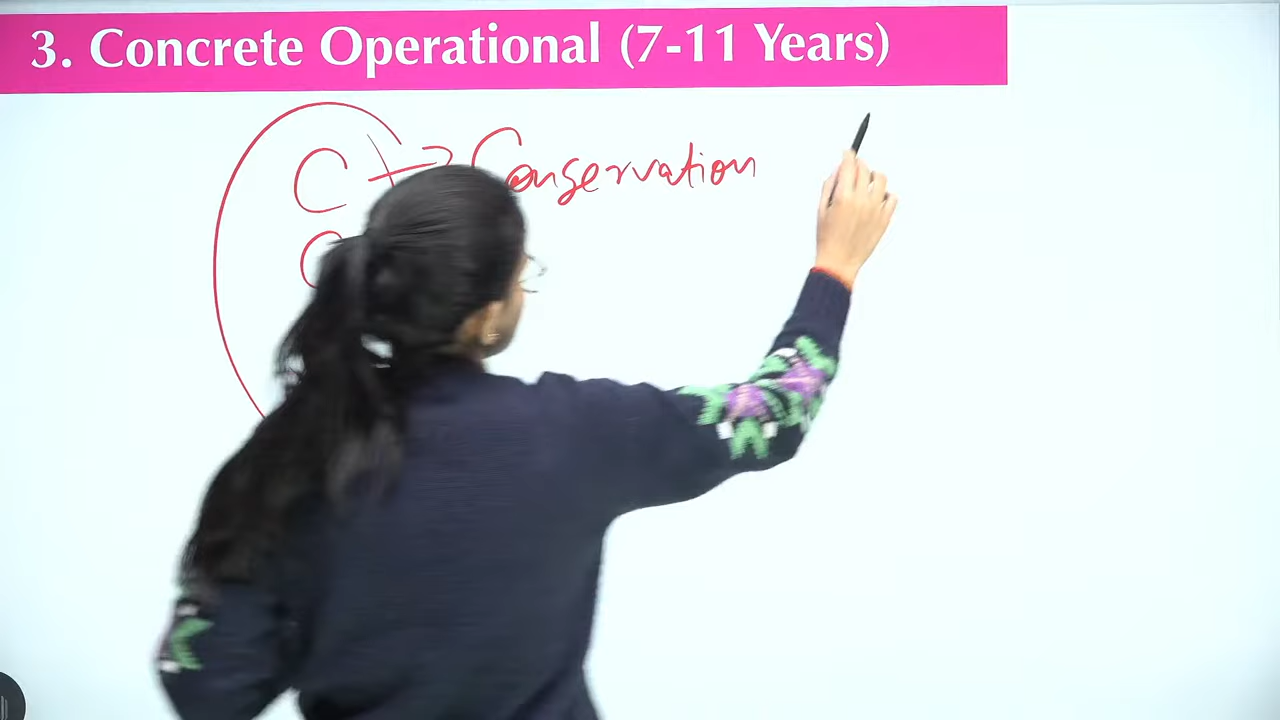 3. Concrete Operational (7-11 Years)
C → Conservation
C